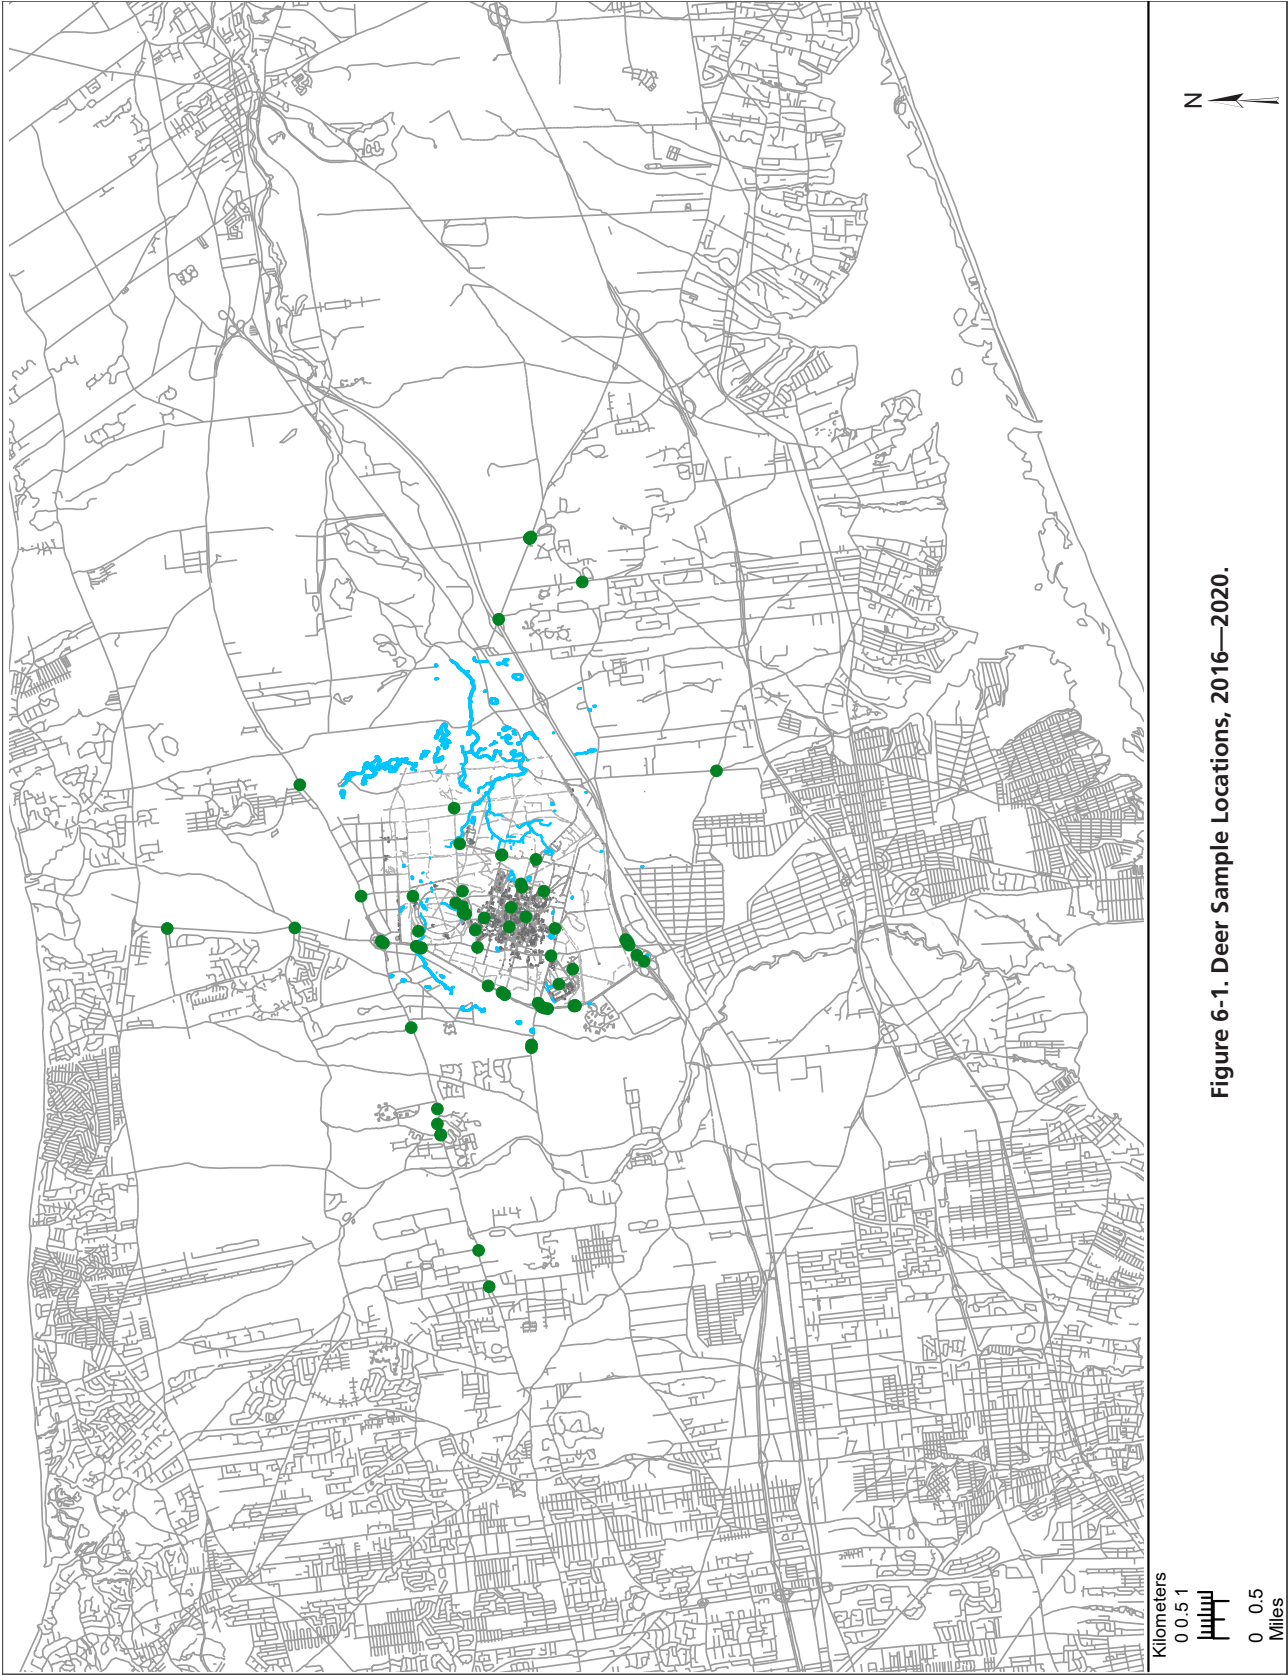 N
Figure 6-1. Deer Sample Locations, 2016—2020.
Kilometers
0 0.5 1
0 0.5
Miles